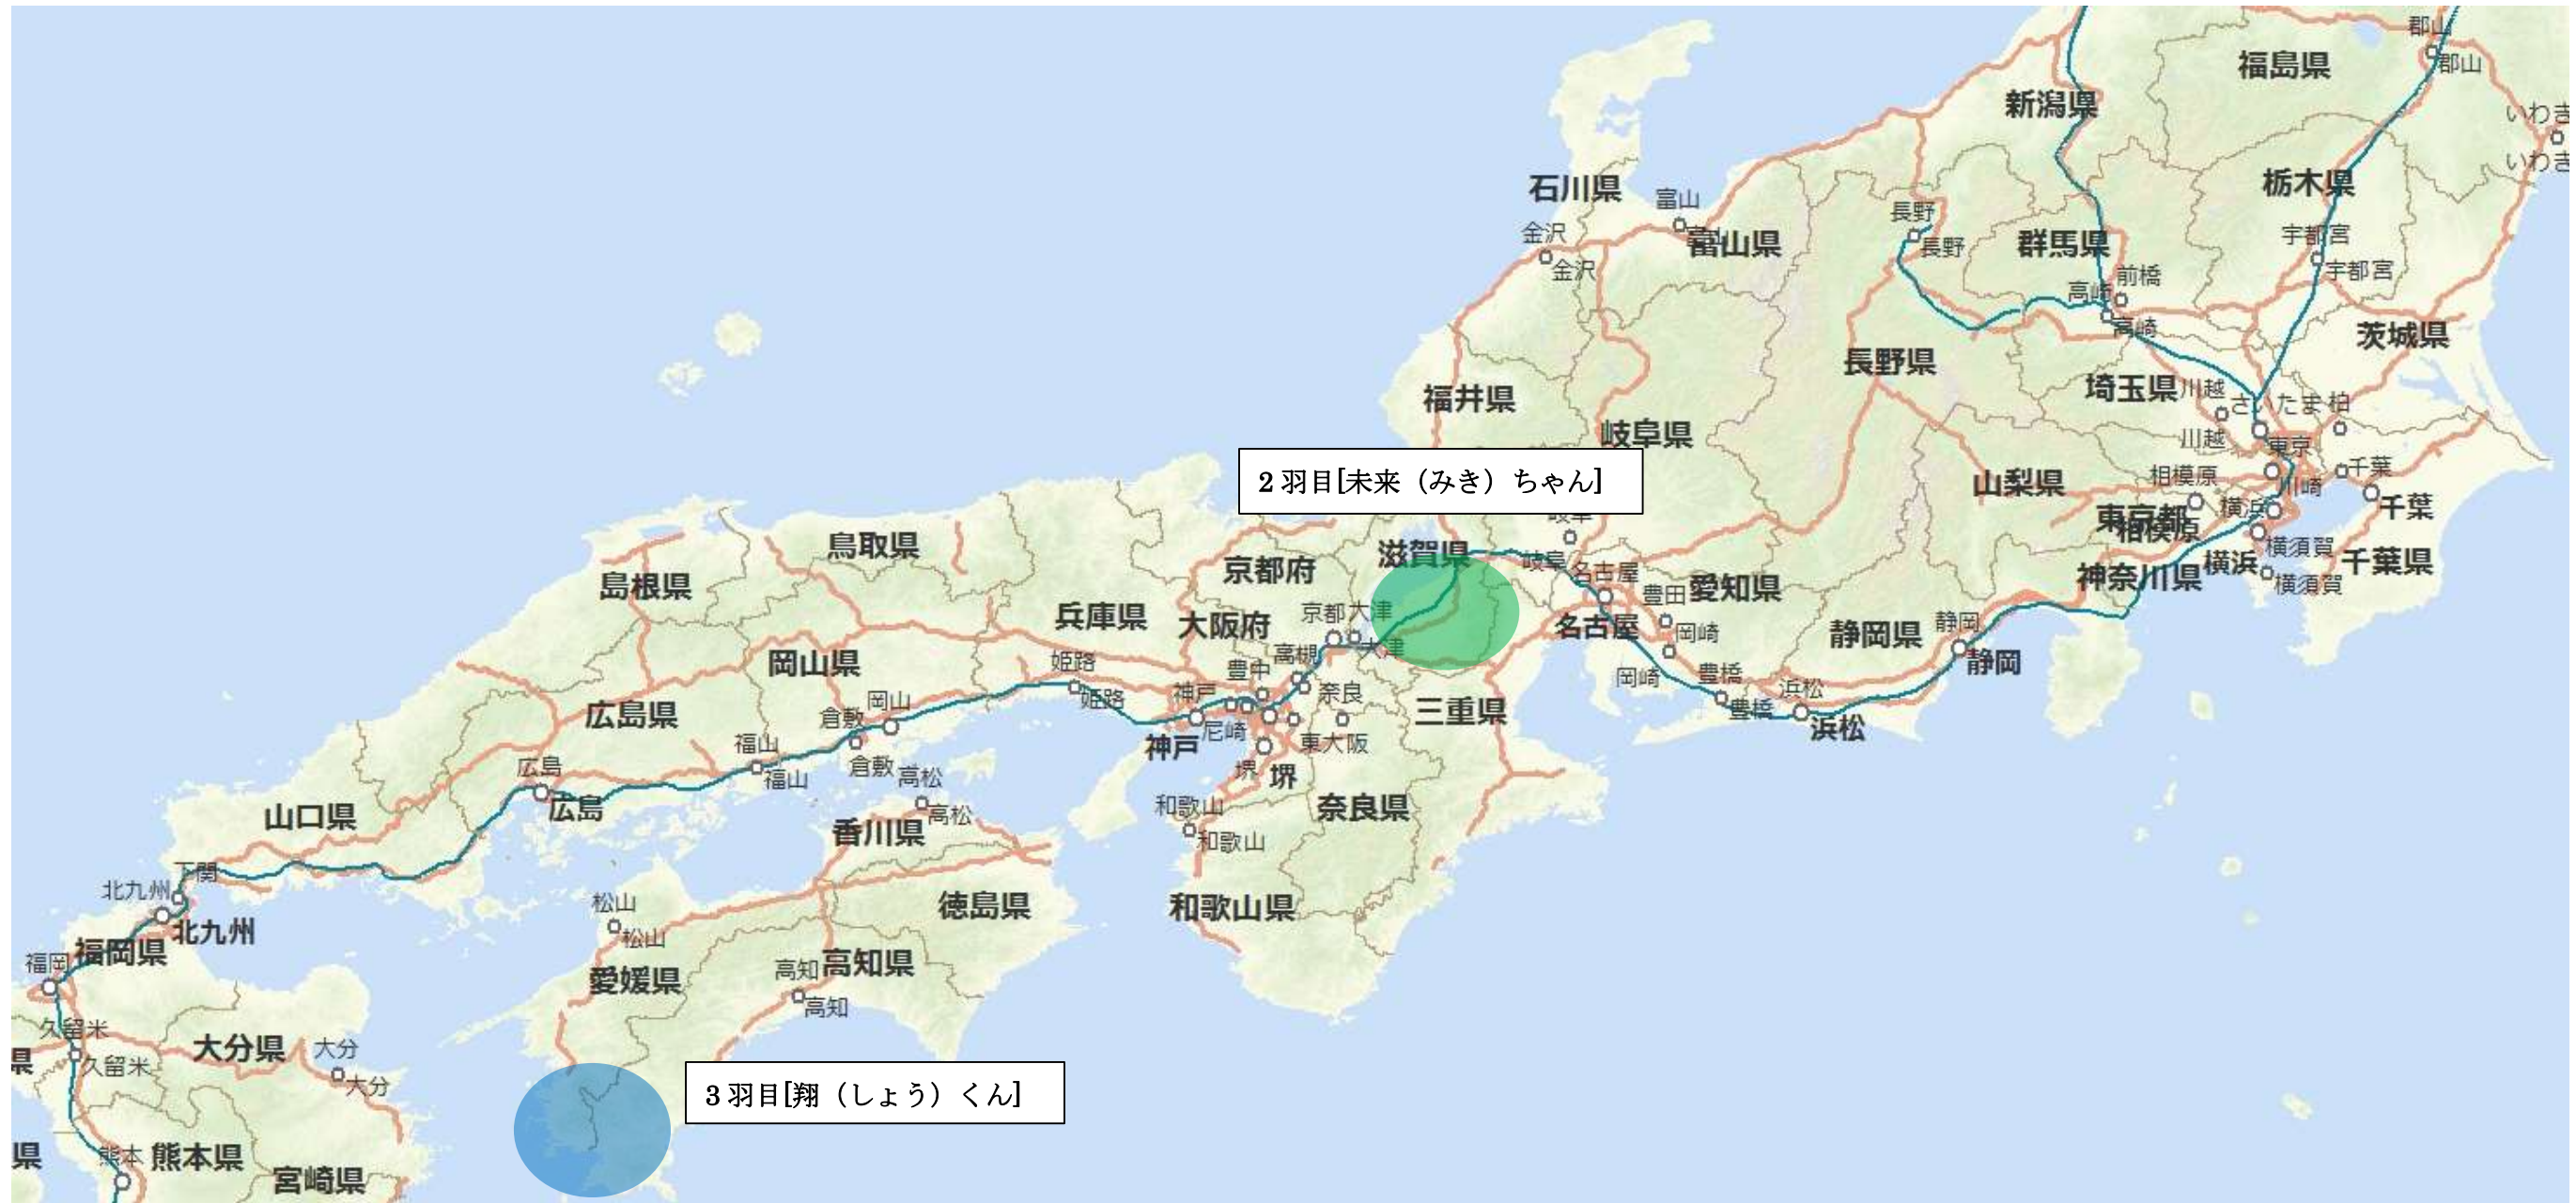 郡山
郡山
福島県
新潟県
いわき
いわき
石川県
富山
栃木県
長野
長野
金沢
金沢
富山県
群馬県
宇都宮
宇都宮
前橋
高崎
高崎
茨城県
長野県
福井県
埼玉県
川越
さいたま
柏
川越
岐阜県
東京
千葉
2 羽目[未来（みき）ちゃん]
山梨県
相模原
川崎
千葉
東京都
相模原
横浜
横須賀
鳥取県
滋賀県
岐阜
岐阜
名古屋
京都府
島根県
豊田
愛知県
神奈川県
横浜
千葉県
横須賀
兵庫県
大阪府
京都
大津
大津
名古屋
岡崎
静岡県
静岡
静岡
岡山県
姫路
姫路
豊中
高槻
岡崎
豊橋
豊橋
浜松
浜松
広島県
倉敷
岡山
神戸
尼崎
神戸
奈良
三重県
東大阪
福山
福山
倉敷
高松
高松
堺
堺
広島
広島
山口県
香川県
和歌山
和歌山
奈良県
下関
北九州
北九州
松山
松山
徳島県
和歌山県
福岡県
福岡
愛媛県
高知
高知県
高知
久留米
久留米
大分県
大分
大分
県
3 羽目[翔（しょう）くん]
県
熊本
熊本県
宮崎県